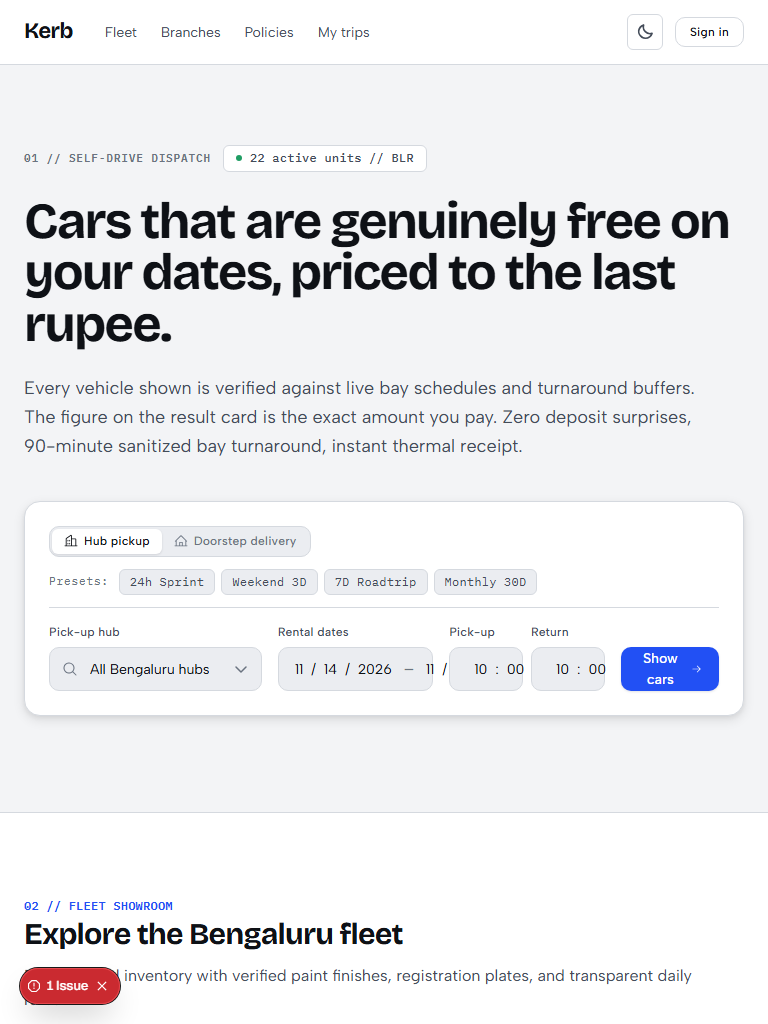 Kerb
Fleet
Branches
Policies
My trips
Sign in
01 // SELF-DRIVE DISPATCH
22 active units // BLR
Cars that are genuinely free on
your dates, priced to the last
rupee.
Every vehicle shown is verified against live bay schedules and turnaround buffers.
The figure on the result card is the exact amount you pay. Zero deposit surprises,
90-minute sanitized bay turnaround, instant thermal receipt.
Hub pickup
Doorstep delivery
Presets:
24h Sprint
Weekend 3D
7D Roadtrip
Monthly 30D
Pick-up hub
Rental dates
Pick-up
Return
All Bengaluru hubs
11 / 14 / 2026 – 11 /
10 : 00
10 : 00
Show
cars
02 // FLEET SHOWROOM
Explore the Bengaluru fleet
inventory with verified paint finishes, registration plates, and transparent daily
1 Issue